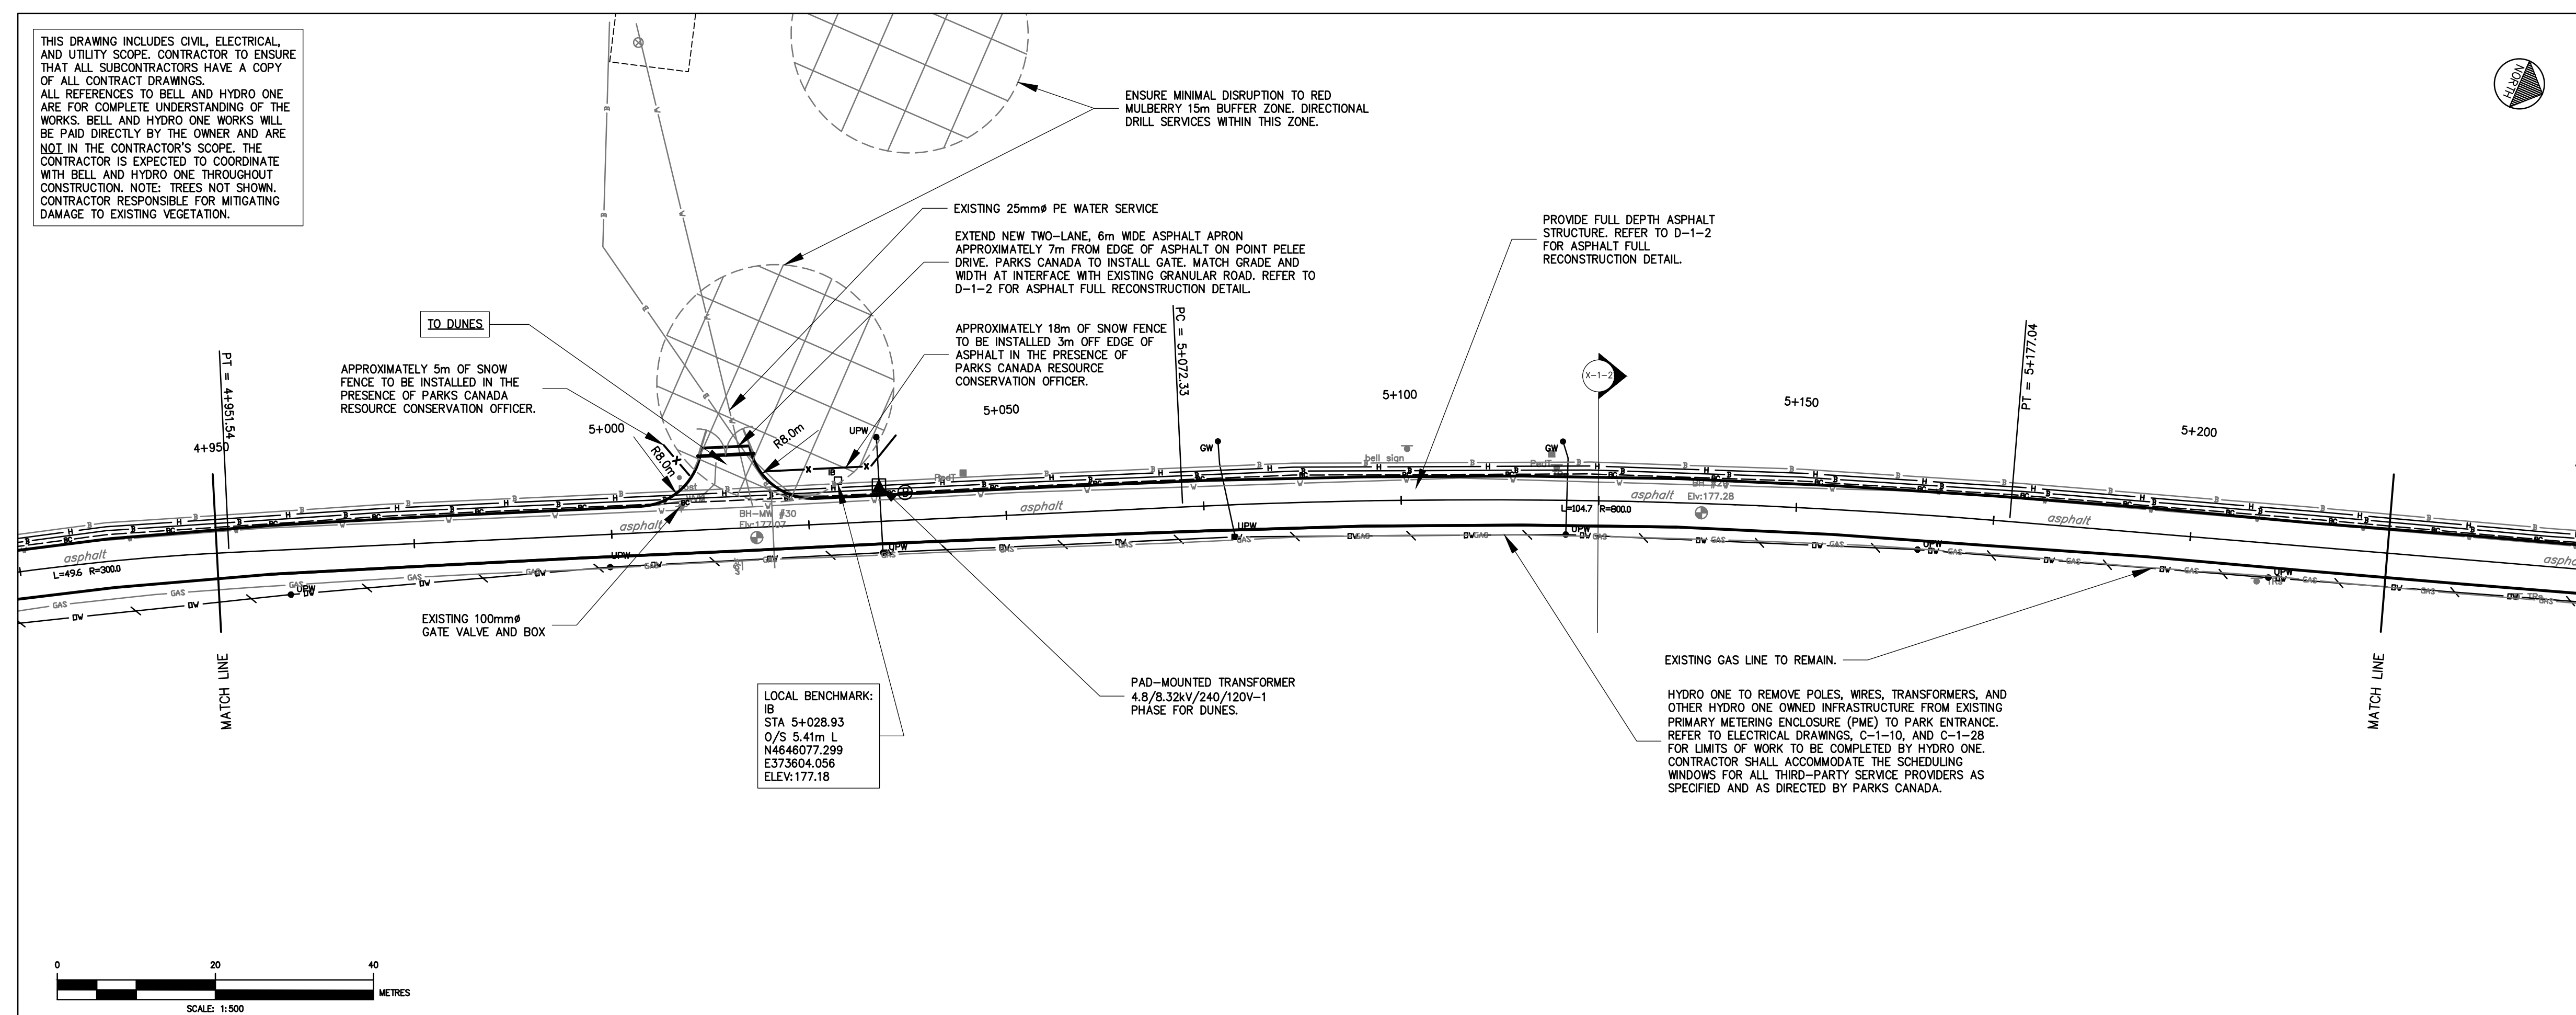 THIS DRAWING INCLUDES CIVIL, ELECTRICAL,
AND UTILITY SCOPE. CONTRACTOR TO ENSURE
THAT ALL SUBCONTRACTORS HAVE A COPY
OF ALL CONTRACT DRAWINGS.
ALL REFERENCES TO BELL AND HYDRO ONE
ARE FOR COMPLETE UNDERSTANDING OF THE
WORKS. BELL AND HYDRO ONE WORKS WILL
BE PAID DIRECTLY BY THE OWNER AND ARE
NOT IN THE CONTRACTOR'S SCOPE. THE
CONTRACTOR IS EXPECTED TO COORDINATE
WITH BELL AND HYDRO ONE THROUGHOUT
CONSTRUCTION. NOTE: TREES NOT SHOWN.
CONTRACTOR RESPONSIBLE FOR MITIGATING
DAMAGE TO EXISTING VEGETATION.
NORTH
ENSURE MINIMAL DISRUPTION TO RED
MULBERRY 15m BUFFER ZONE. DIRECTIONAL
DRILL SERVICES WITHIN THIS ZONE.
EXISTING 25mmø PE WATER SERVICE
EXTEND NEW TWO-LANE, 6m WIDE ASPHALT APRON
APPROXIMATELY 7m FROM EDGE OF ASPHALT ON POINT PELEE
DRIVE. PARKS CANADA TO INSTALL GATE. MATCH GRADE AND
WIDTH AT INTERFACE WITH EXISTING GRANULAR ROAD. REFER TO
D-1-2 FOR ASPHALT FULL RECONSTRUCTION DETAIL.
PROVIDE FULL DEPTH ASPHALT
STRUCTURE. REFER TO D-1-2
FOR ASPHALT FULL
RECONSTRUCTION DETAIL.
TO DUNES
APPROXIMATELY 18m OF SNOW FENCE
TO BE INSTALLED 3m OFF EDGE OF
ASPHALT IN THE PRESENCE OF
PARKS CANADA RESOURCE
CONSERVATION OFFICER.
APPROXIMATELY 5m OF SNOW
FENCE TO BE INSTALLED IN THE
PRESENCE OF PARKS CANADA
RESOURCE CONSERVATION OFFICER.
PT = 4+951.54
PC = 5+072.33
PT = 5+177.04
X-1-2
4+950
5+000
5+050
5+100
5+150
5+200
R8.0m
R8.0m
UPW
GW
GW
IB
bell sign
BH-MW #30
Elv:177.07
Elv:177.28
asphalt
asphalt
asphalt
asphalt
asphalt
L=49.6 R=300.0
L=104.7 R=800.0
UPW
UPW
UPW
UPW
UPW
UPW
UPW
EXISTING 100mmø
GATE VALVE AND BOX
MATCH LINE
MATCH LINE
LOCAL BENCHMARK:
IB
STA 5+028.93
O/S 5.41m L
N4646077.299
E373604.056
ELEV:177.18
PAD-MOUNTED TRANSFORMER
4.8/8.32kV/240/120V-1
PHASE FOR DUNES.
EXISTING GAS LINE TO REMAIN.
HYDRO ONE TO REMOVE POLES, WIRES, TRANSFORMERS, AND
OTHER HYDRO ONE OWNED INFRASTRUCTURE FROM EXISTING
PRIMARY METERING ENCLOSURE (PME) TO PARK ENTRANCE.
REFER TO ELECTRICAL DRAWINGS, C-1-10, AND C-1-28
FOR LIMITS OF WORK TO BE COMPLETED BY HYDRO ONE.
CONTRACTOR SHALL ACCOMMODATE THE SCHEDULING
WINDOWS FOR ALL THIRD-PARTY SERVICE PROVIDERS AS
SPECIFIED AND AS DIRECTED BY PARKS CANADA.
0 20 40
METRES
SCALE: 1:500